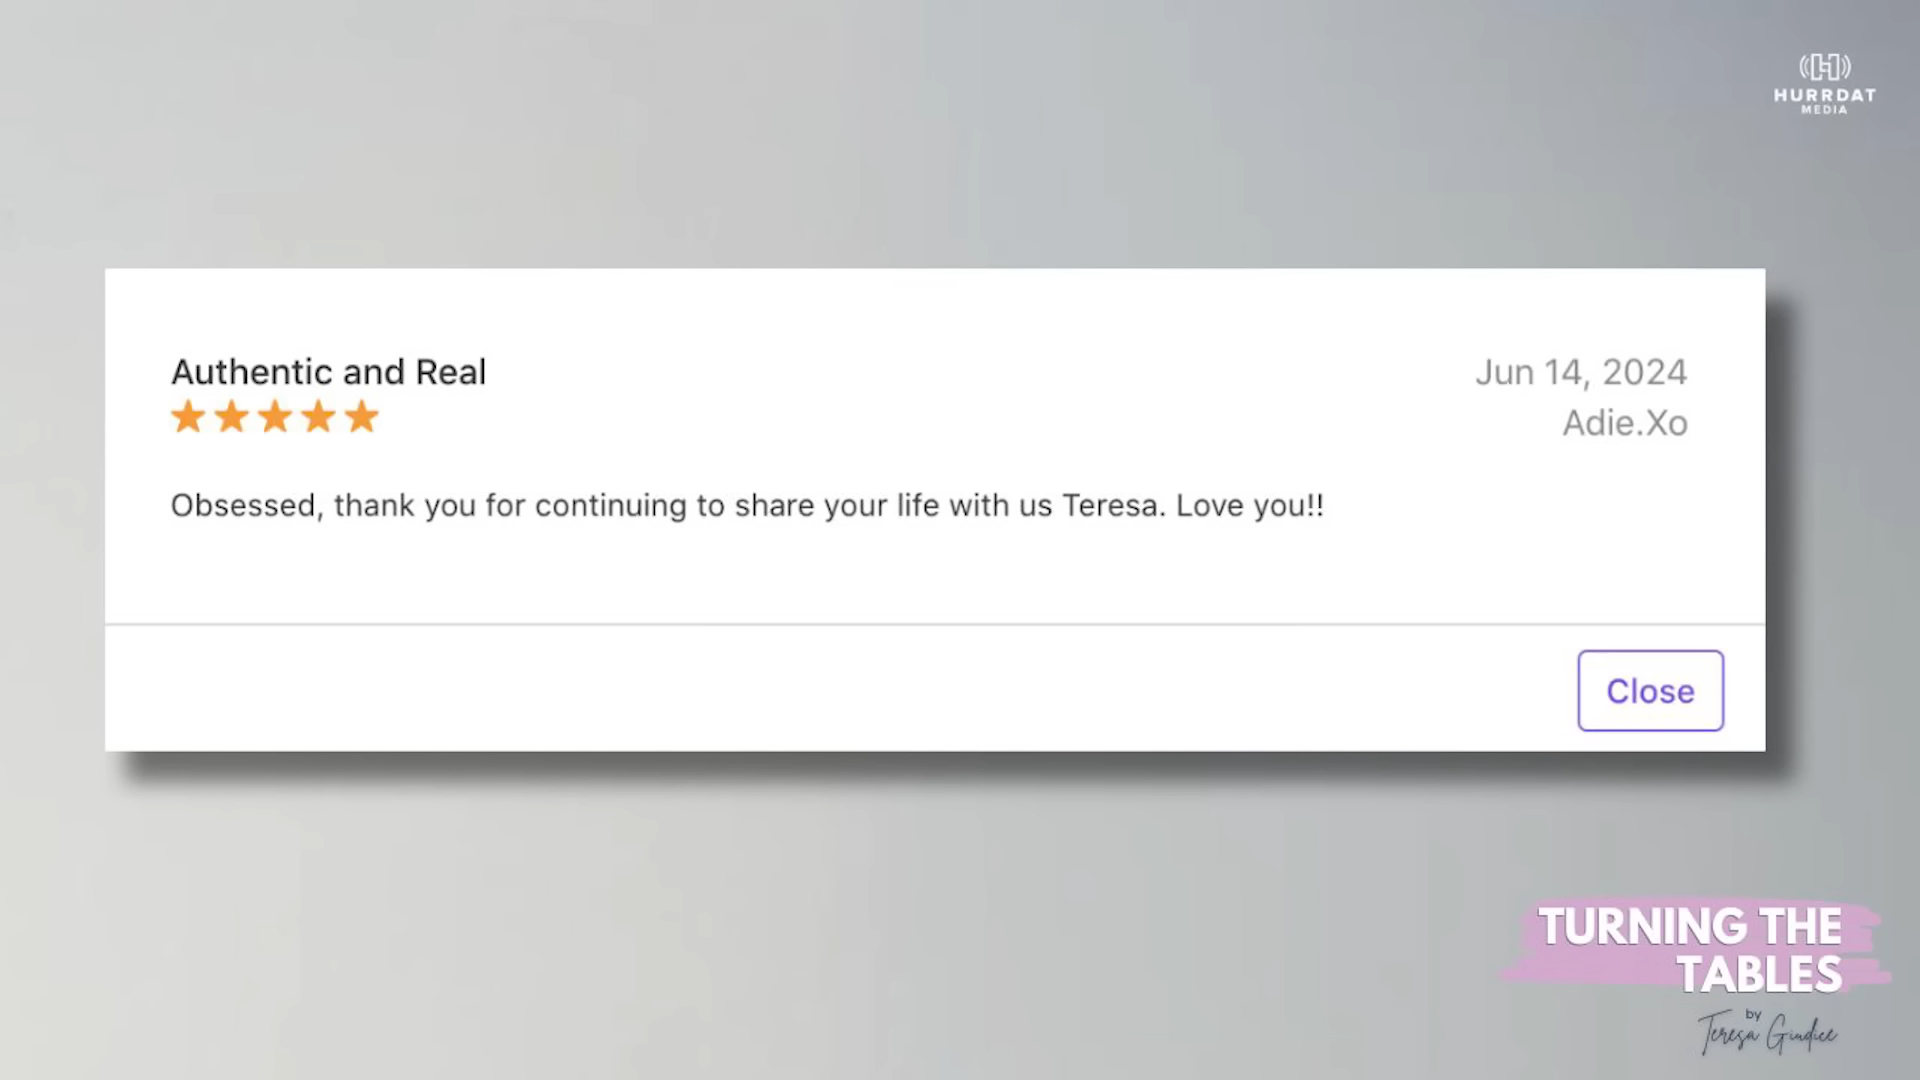 HURRDAT
MEDIA
Authentic and Real
Jun 14, 2024
Adie.Xo
Obsessed, thank you for continuing to share your life with us Teresa. Love you!!
Close
TURNING THE
TABLES
by
Teresa Giudice